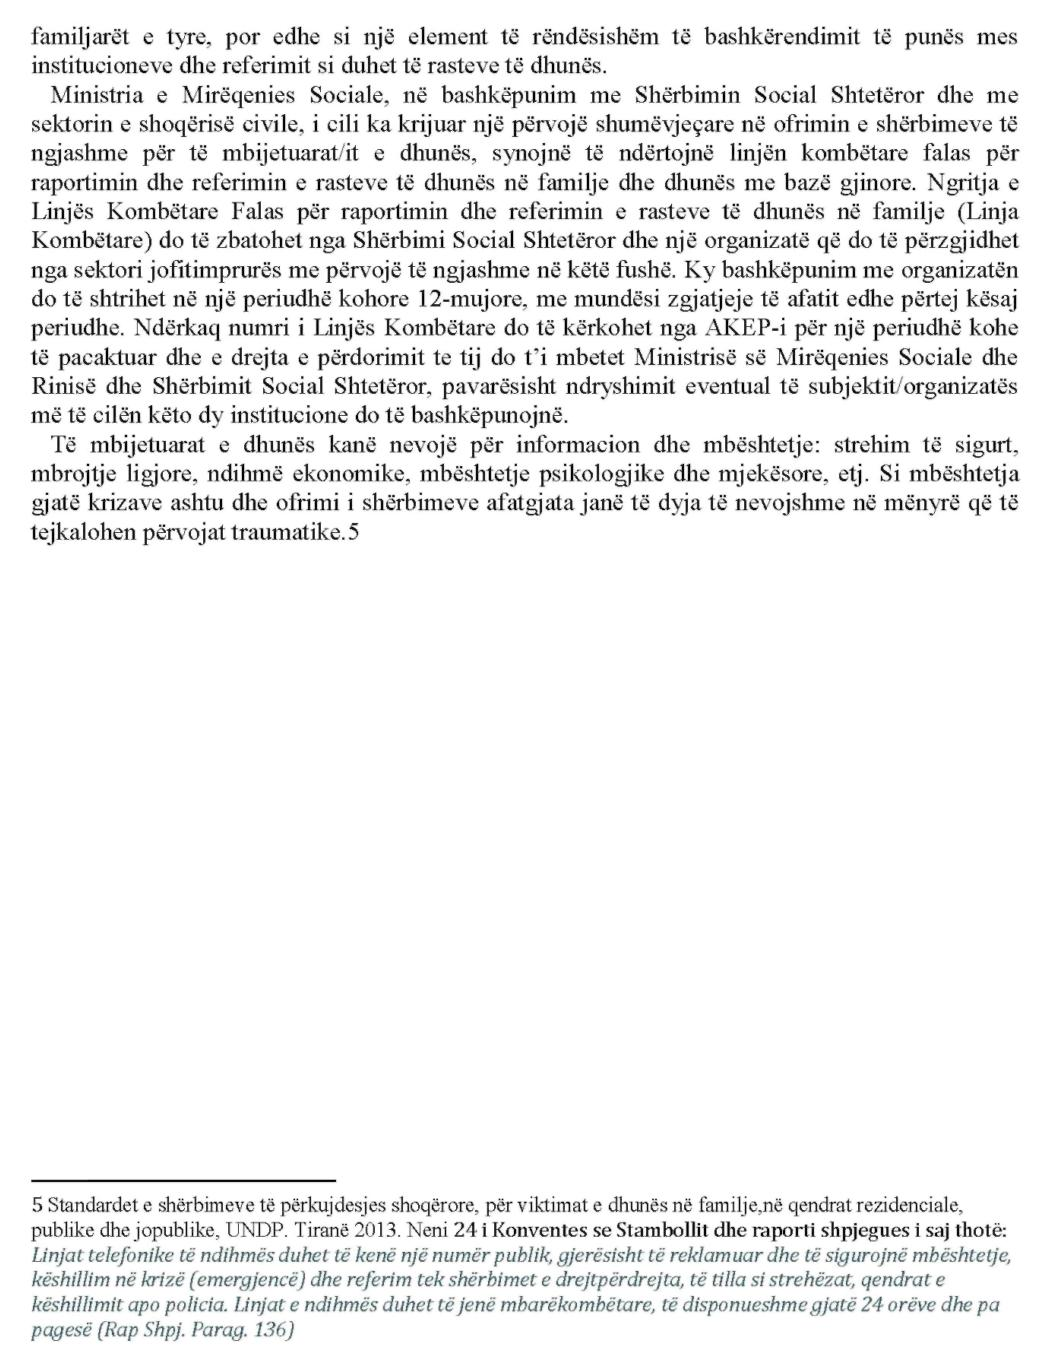 familjarët e tyre, por edhe si një element të rëndësishëm të bashkërendimit të punës mes
institucioneve dhe referimit si duhet të rasteve të dhunës.
Ministria e Mirëqenies Sociale, në bashkëpunim me Shërbimin Social Shtetëror dhe me
sektorin e shoqërisë civile, i cili ka krijuar një përvojë shumëvjeçare në ofrimin e shërbimeve të
ngjashme për të mbijetuarat/it e dhunës, synojnë të ndërtojnë linjën kombëtare falas për
raportimin dhe referimin e rasteve të dhunës në familje dhe dhunës me bazë gjinore. Ngritja e
Linjës Kombëtare Falas për raportimin dhe referimin e rasteve të dhunës në familje (Linja
Kombëtare) do të zbatohet nga Shërbimi Social Shtetëror dhe një organizatë që do të përzgjidhet
nga sektori jofitimprurës me përvojë të ngjashme në këtë fushë. Ky bashkëpunim me organizatën
do të shtrihet në një periudhë kohore 12-mujore, me mundësi zgjatjeje të afatit edhe përtej kësaj
periudhe. Ndërkaq numri i Linjës Kombëtare do të kërkohet nga AKEP-i për një periudhë kohe
të pacaktuar dhe e drejta e përdorimit te tij do t’i mbetet Ministrisë së Mirëqenies Sociale dhe
Rinisë dhe Shërbimit Social Shtetëror, pavarësisht ndryshimit eventual të subjektit/organizatës
më të cilën këto dy institucione do të bashkëpunojnë.
Të mbijetuarat e dhunës kanë nevojë për informacion dhe mbështetje: strehim të sigurt,
mbrojtje ligjore, ndihmë ekonomike, mbështetje psikologjike dhe mjekësore, etj. Si mbështetja
gjatë krizave ashtu dhe ofrimi i shërbimeve afatgjata janë të dyja të nevojshme në mënyrë që të
tejkalohen përvojat traumatike.5
5 Standardet e shërbimeve të përkujdesjes shoqërore, për viktimat e dhunës në familje,në qendrat rezidenciale,
publike dhe jopublike, UNDP. Tiranë 2013. Neni 24 i Konventes se Stambollit dhe raporti shpjegues i saj thotë:
Linjat telefonike të ndihmës duhet të kenë një numër publik, gjerësisht të reklamuar dhe të sigurojnë mbështetje,
këshillim në krizë (emergjencë) dhe referim tek shërbimet e drejtpërdrejta, të tilla si strehëzat, qendrat e
këshillimit apo policia. Linjat e ndihmës duhet të jenë mbarëkombëtare, të disponueshme gjatë 24 orëve dhe pa
pagesë (Rap Shpj. Parag. 136)